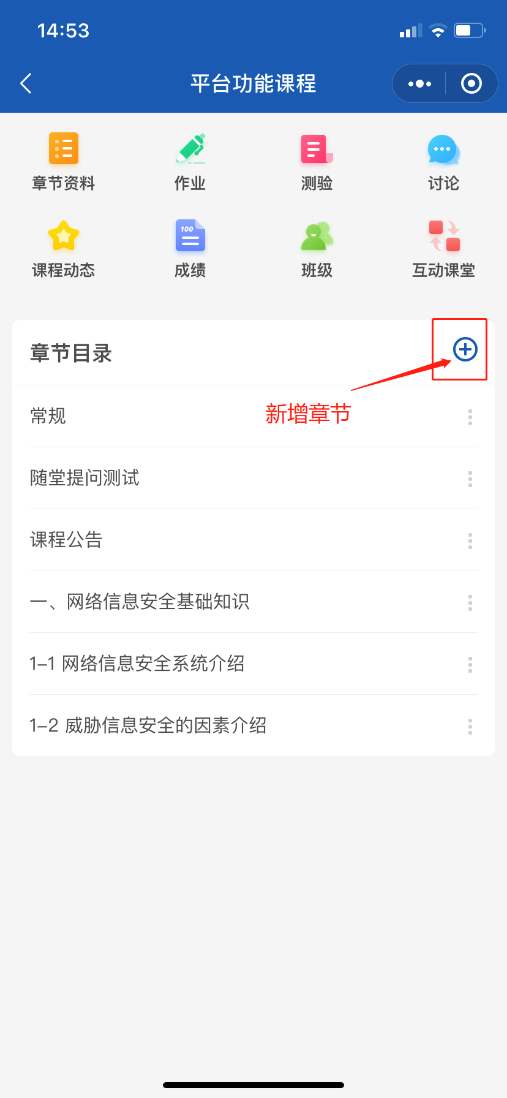 14:53
平台功能课程
章节资料 作业 测验 讨论
100
课程动态 成绩 班级 互动课堂
章节目录
新增章节
常规
随堂提问测试
课程公告
一、网络信息安全基础知识
1-1 网络信息安全系统介绍
1-2 威胁信息安全的因素介绍